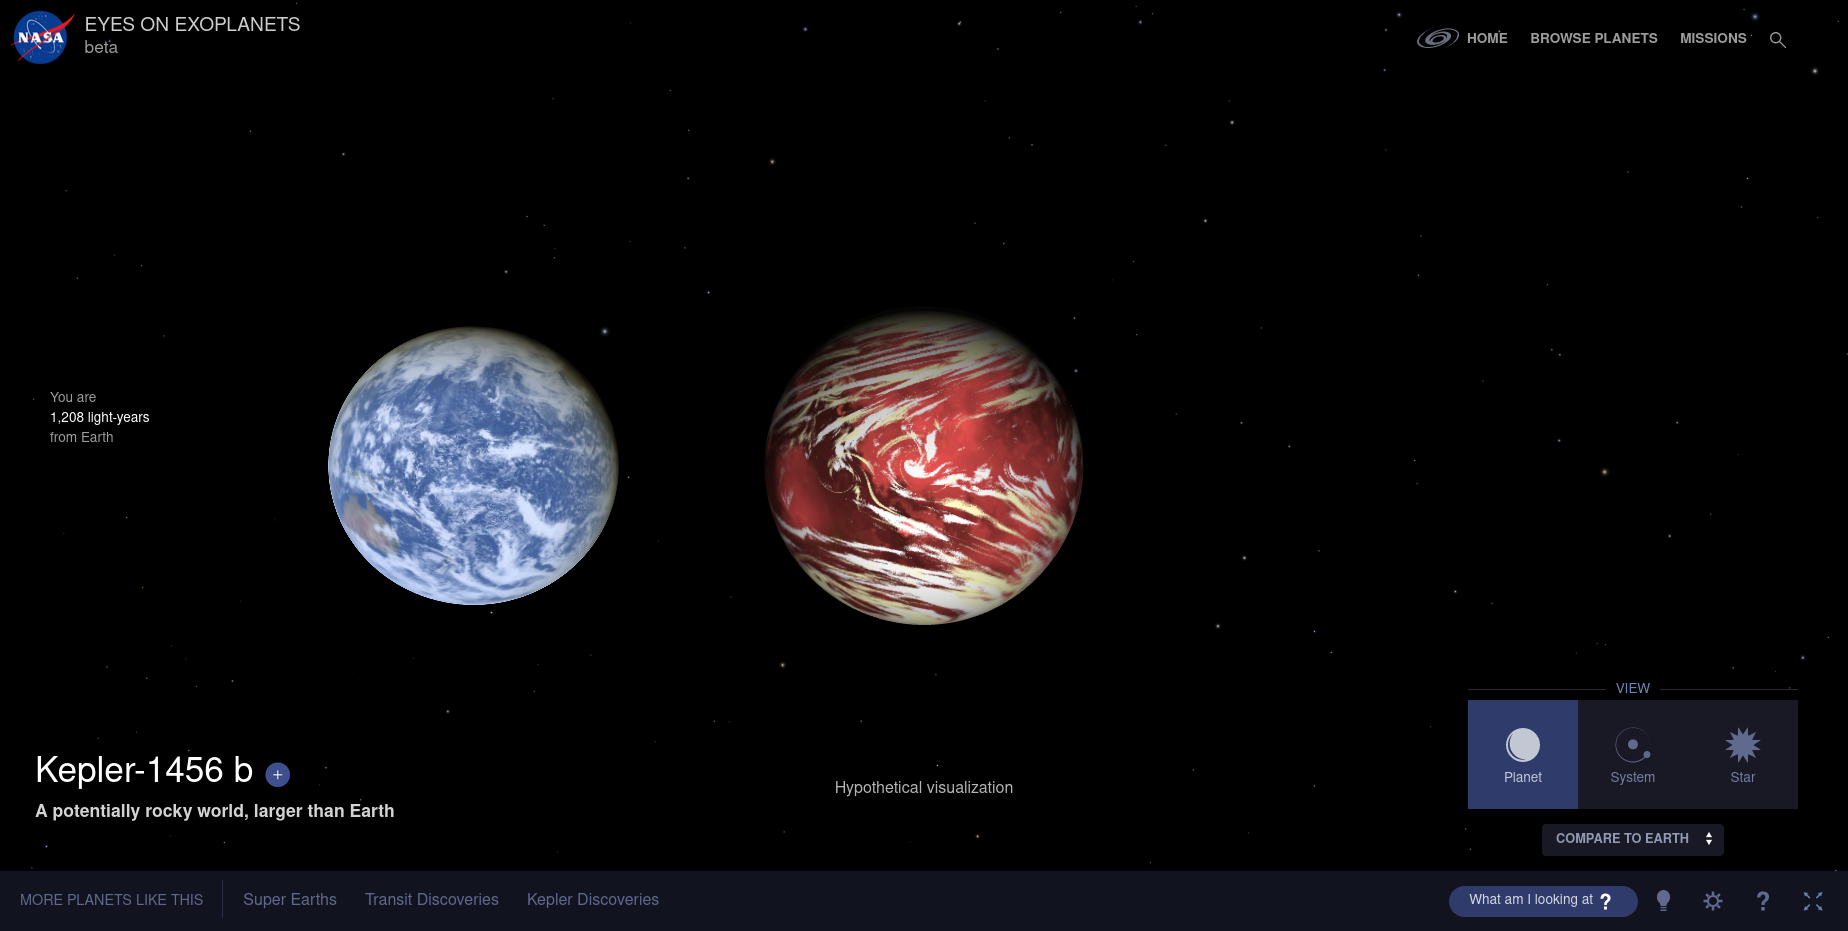 NASA
EYES ON EXOPLANETS
beta
HOME
BROWSE PLANETS
MISSIONS
You are
1,208 light-years
from Earth
Kepler-1456 b +
A potentially rocky world, larger than Earth
Hypothetical visualization
VIEW
Planet
System
Star
COMPARE TO EARTH
MORE PLANETS LIKE THIS
Super Earths
Transit Discoveries
Kepler Discoveries
What am I looking at ?
?